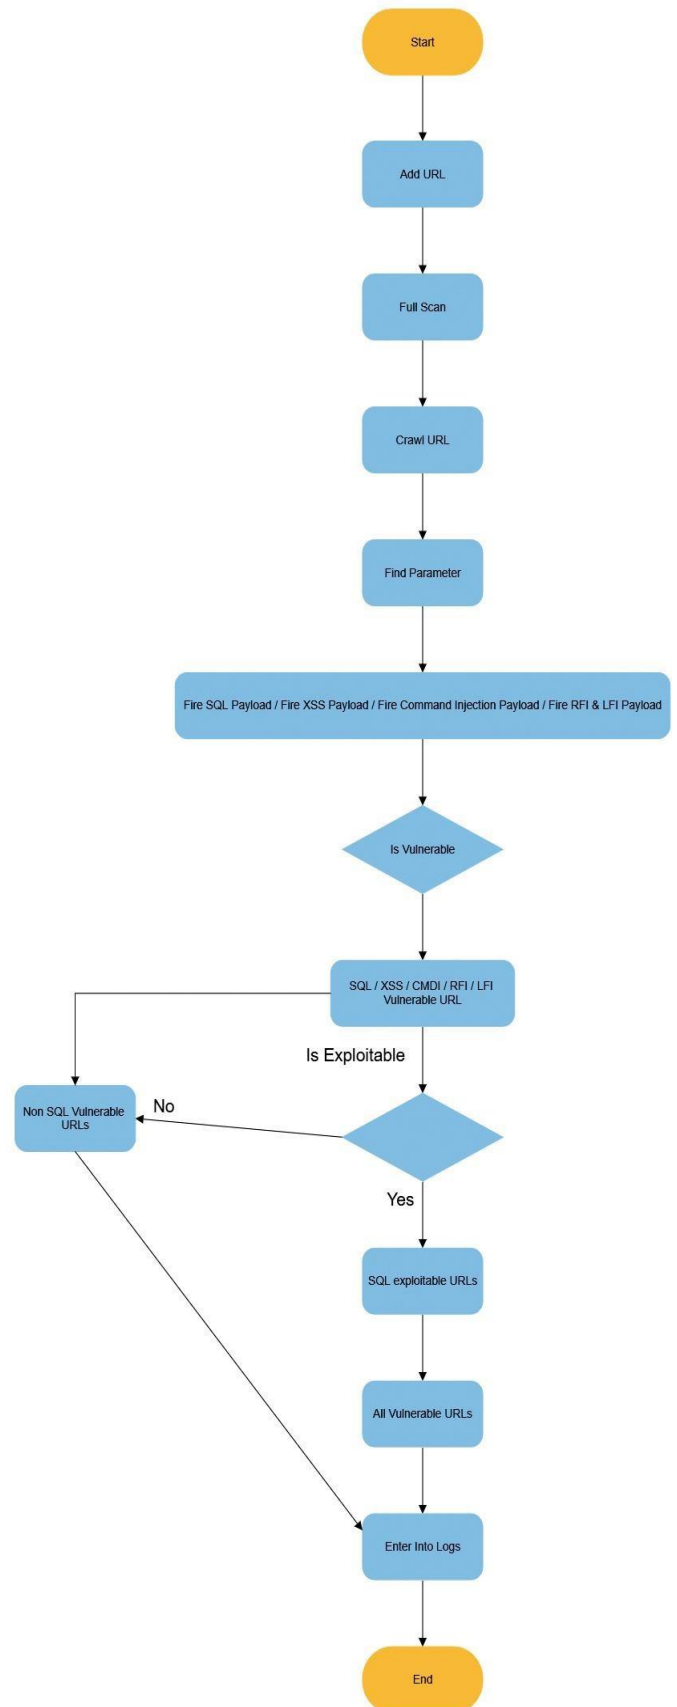 Start
Add URL
Full Scan
Crawl URL
Find Parameter
Fire SQL Payload / Fire XSS Payload / Fire Command Injection Payload / Fire RFI & LFI Payload
Is Vulnerable
SQL / XSS / CMDI / RFI / LFI
Vulnerable URL
Is Exploitable
Non SQL Vulnerable
URLs
No
Yes
SQL exploitable URLs
All Vulnerable URLs
Enter Into Logs
End